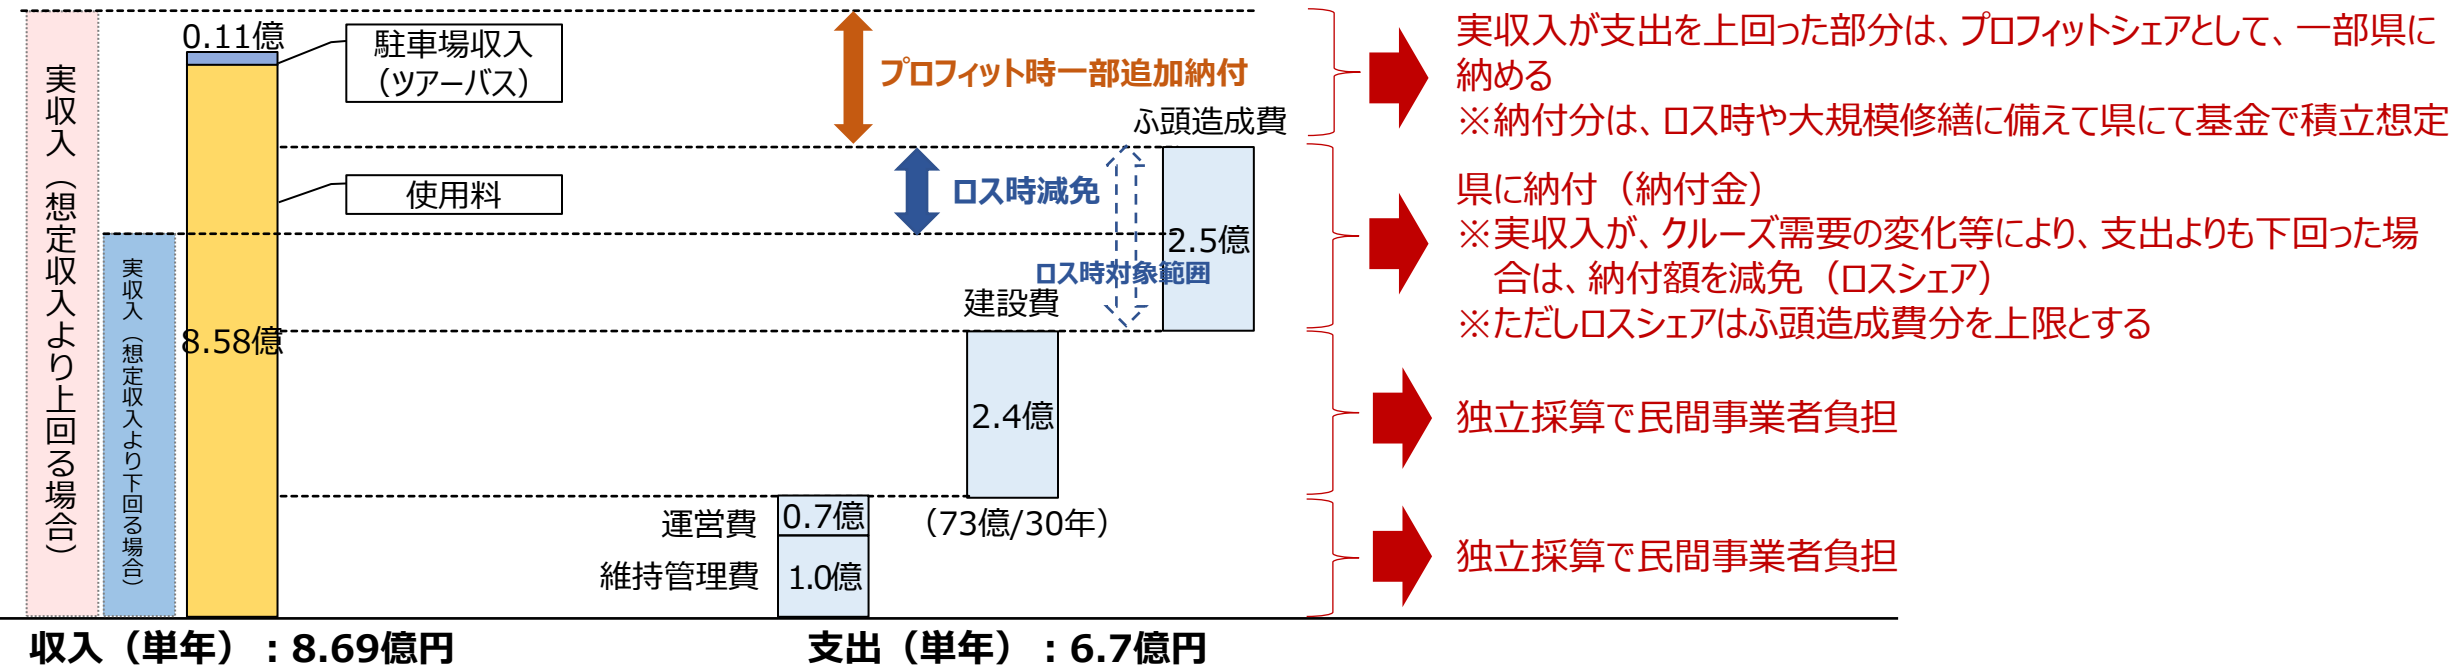 実収入（想定収入より上回る場合）
実収入（想定収入より下回る場合）
0.11億
駐車場収入
（ツアーバス）
使用料
8.58億
プロフィット時一部追加納付
ふ頭造成費
ロス時減免
2.5億
ロス時対象範囲
建設費
2.4億
（73億/30年）
運営費
0.7億
維持管理費
1.0億
実収入が支出を上回った部分は、プロフィットシェアとして、一部県に
納める
※納付分は、ロス時や大規模修繕に備えて県にて基金で積立想定
県に納付（納付金）
※実収入が、クルーズ需要の変化等により、支出よりも下回った場
合は、納付額を減免（ロスシェア）
※ただしロスシェアはふ頭造成費分を上限とする
独立採算で民間事業者負担
独立採算で民間事業者負担
収入（単年）：8.69億円
支出（単年）：6.7億円